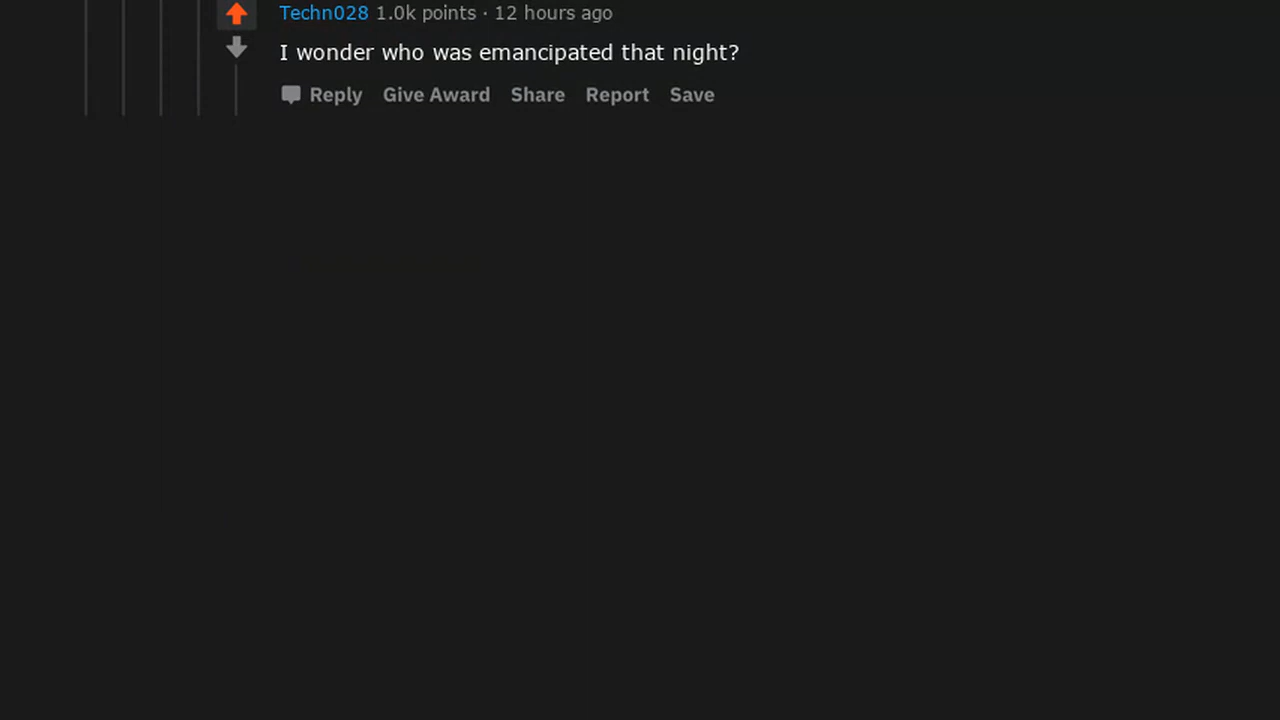 Techn028 1.0k points · 12 hours ago
I wonder who was emancipated that night?
Reply Give Award Share Report Save